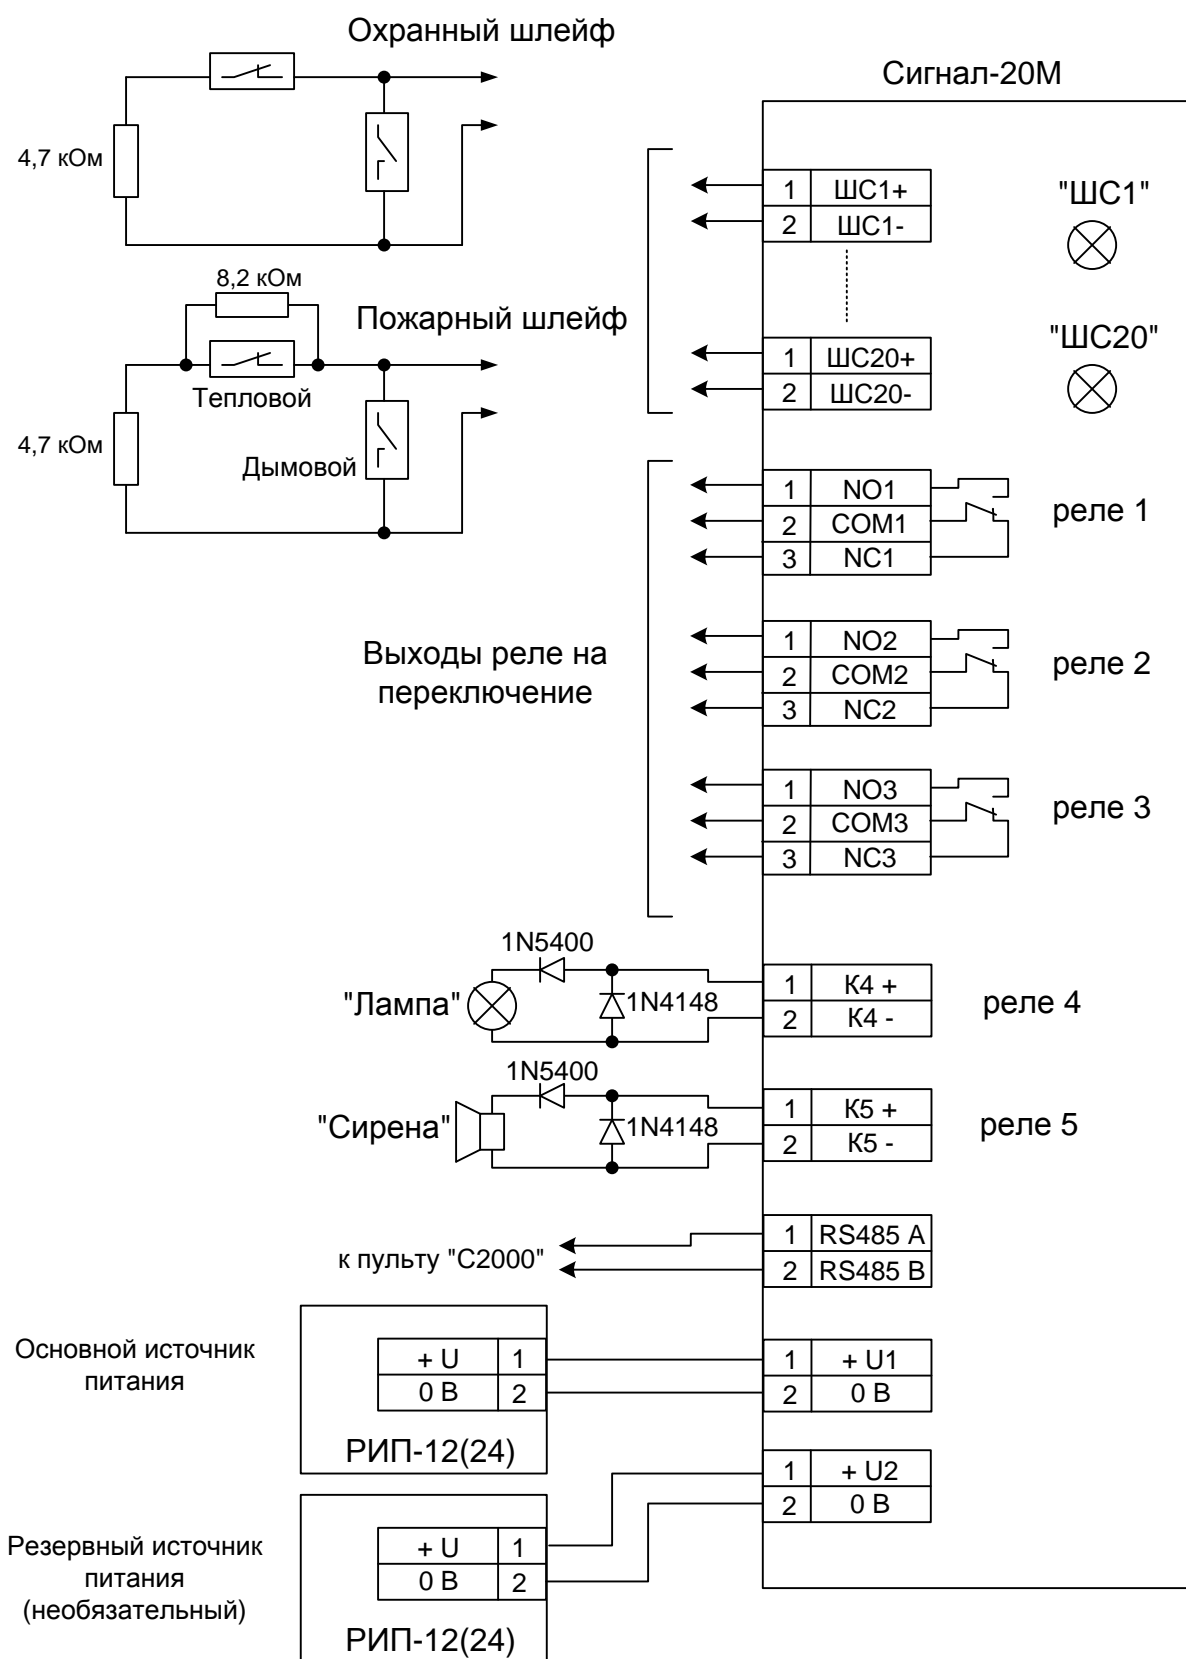 Охранный шлейф
4,7 кОм
8,2 кОм
Пожарный шлейф
Тепловой
4,7 кОм
Дымовой
Сигнал-20М
1 ШС1+
2 ШС1-
"ШС1"
1 ШС20+
2 ШС20-
"ШС20"
1 NO1
2 COM1
3 NC1
реле 1
Выходы реле на
переключение
1 NO2
2 COM2
3 NC2
реле 2
1 NO3
2 COM3
3 NC3
реле 3
1N5400
"Лампа"
1N4148
1 К4 +
2 К4 -
реле 4
1N5400
"Сирена"
1N4148
1 К5 +
2 К5 -
реле 5
к пульту "С2000"
1 RS485 A
2 RS485 B
Основной источник
питания
+ U 1
0 В 2
РИП-12(24)
1 + U1
2 0 В
1 + U2
2 0 В
Резервный источник
питания
(необязательный)
+ U 1
0 В 2
РИП-12(24)